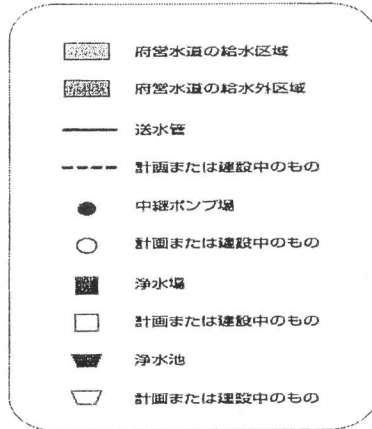 府営水道の給水区域
府営水道の給水外区域
送水管
計画または建設中のもの
中継ポンプ場
計画または建設中のもの
浄水場
計画または建設中のもの
浄水池
計画または建設中のもの